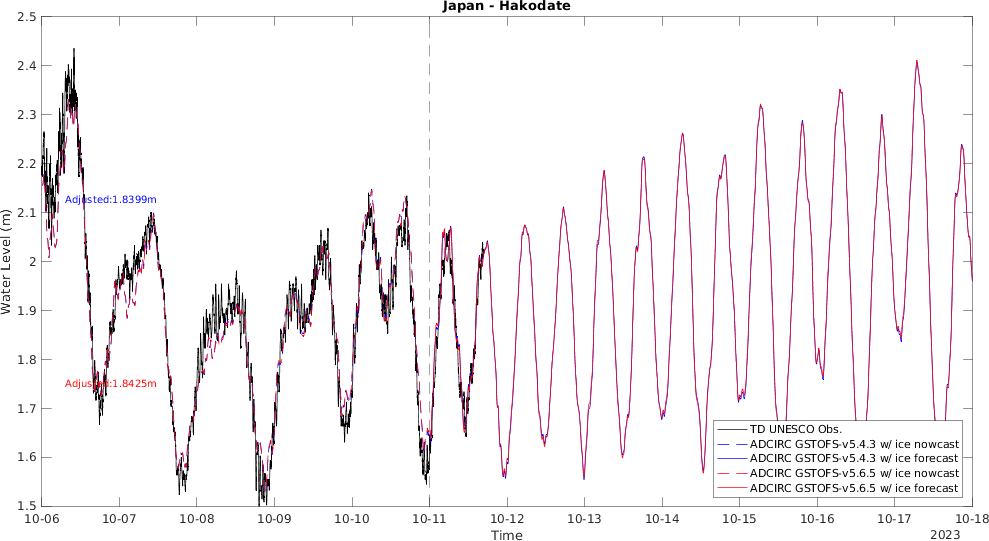 Japan - Hakodate
2.5
2.4
2.3
2.2
2.1
2
1.9
1.8
1.7
1.6
1.5
Water Level (m)
Adjusted:1.8399m
Adjusted:1.8425m
TD UNESCO Obs.
ADCIRC GSTOFS-v5.4.3 w/ ice nowcast
ADCIRC GSTOFS-v5.4.3 w/ ice forecast
ADCIRC GSTOFS-v5.6.5 w/ ice nowcast
ADCIRC GSTOFS-v5.6.5 w/ ice forecast
10-06 10-07 10-08 10-09 10-10 10-11 10-12 10-13 10-14 10-15 10-16 10-17 10-18
Time
2023